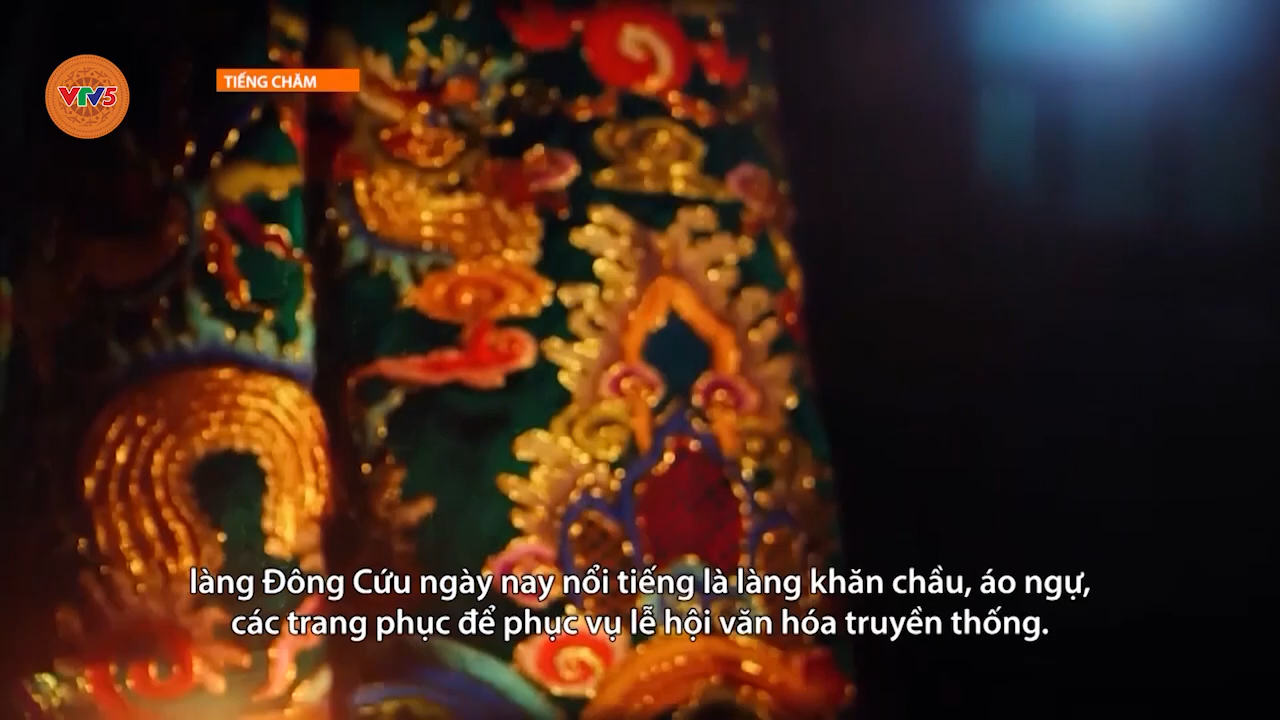 VTV5
TIẾNG CHĂM
làng Đông Cứu ngày nay nổi tiếng là làng khăn chầu, áo ngự,
các trang phục để phục vụ lễ hội văn hóa truyền thống.